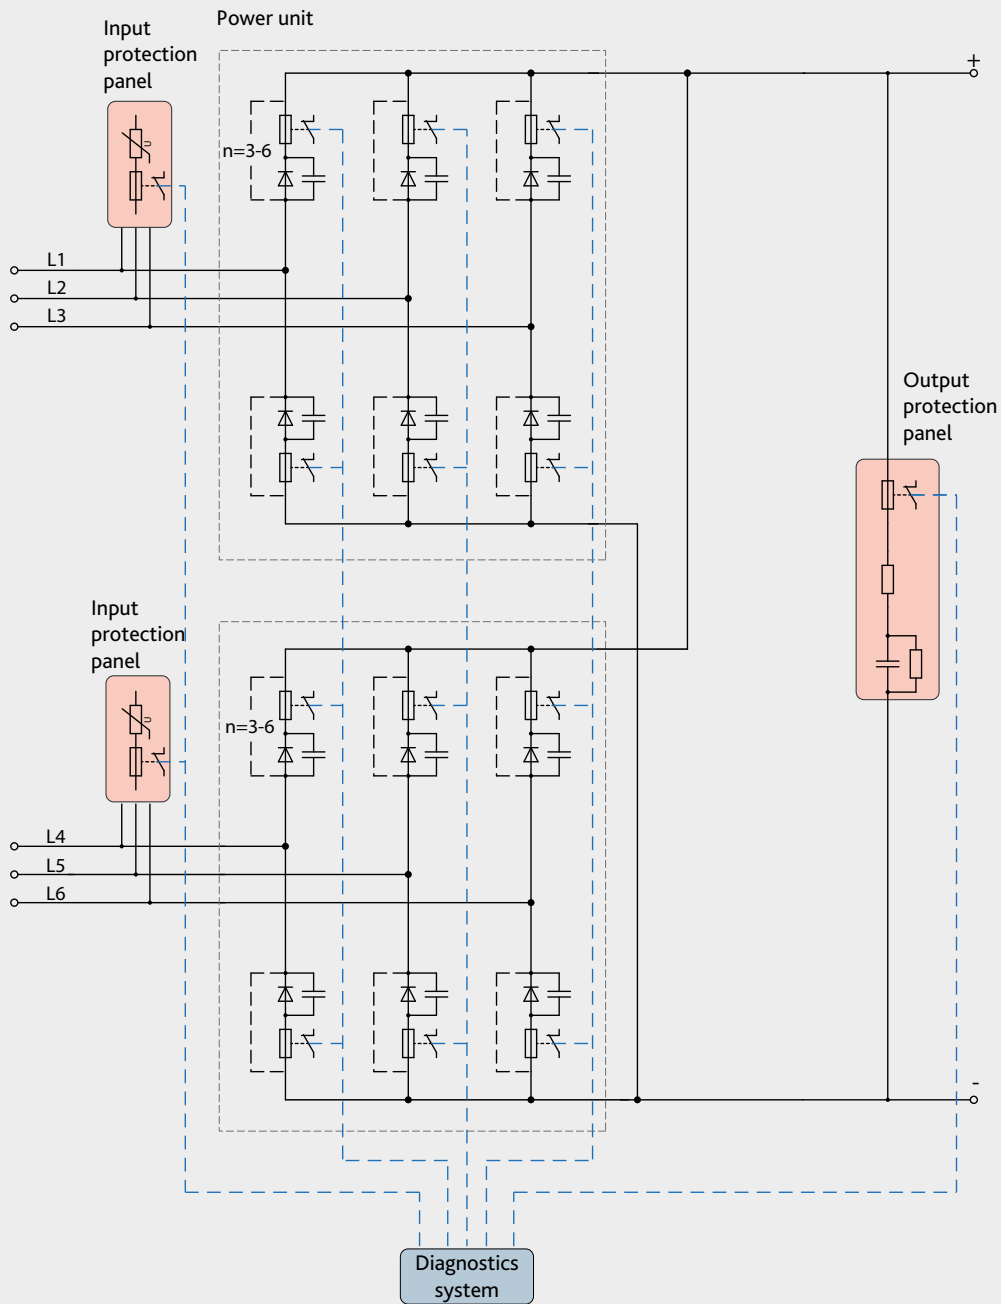 Power unit
Input
protection
panel
+
n=3-6
U
L1
L2
L3
Output
protection
panel
Input
protection
panel
n=3-6
U
L4
L5
L6
-
Diagnostics
system